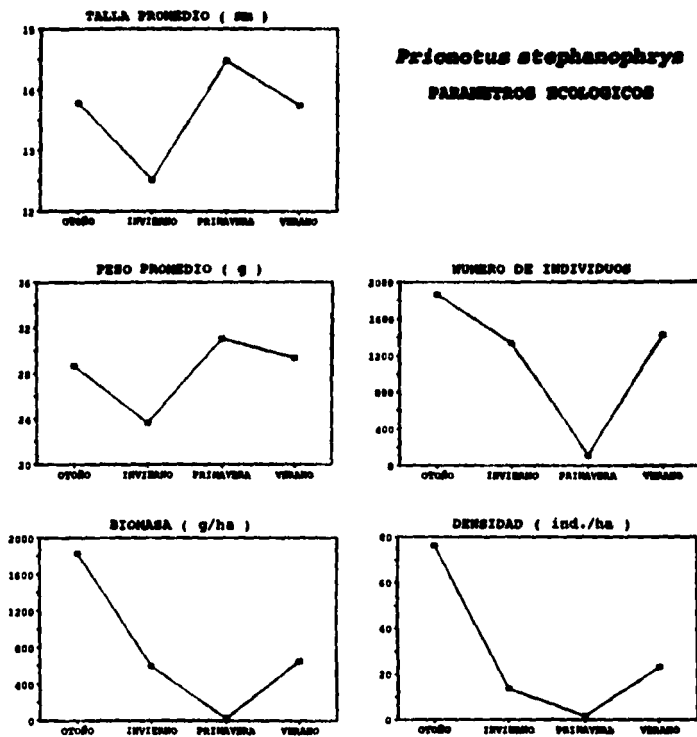 TALLA PROMEDIO ( mm )
15
14
13
12
OTOÑO INVIERNO PRIMAVERA VERANO
Prionotus stephanophrys
PARAMETROS ECOLOGICOS
PESO PROMEDIO ( g )
36
32
28
24
20
OTOÑO INVIERNO PRIMAVERA VERANO
NUMERO DE INDIVIDUOS
2000
1600
1200
800
400
0
OTOÑO INVIERNO PRIMAVERA VERANO
BIOMASA ( g/ha )
2000
1600
1200
800
400
0
OTOÑO INVIERNO PRIMAVERA VERANO
DENSIDAD ( ind./ha )
80
60
40
20
0
OTOÑO INVIERNO PRIMAVERA VERANO